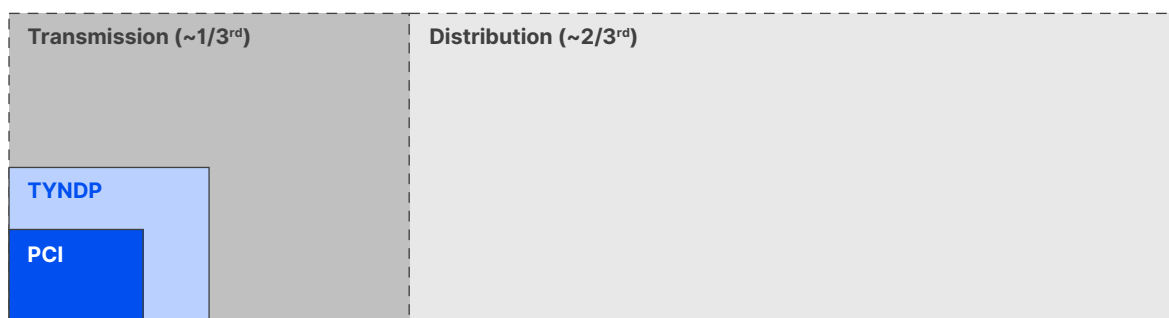 Transmission (~1/3rd)
Distribution (~2/3rd)
TYNDP
PCI